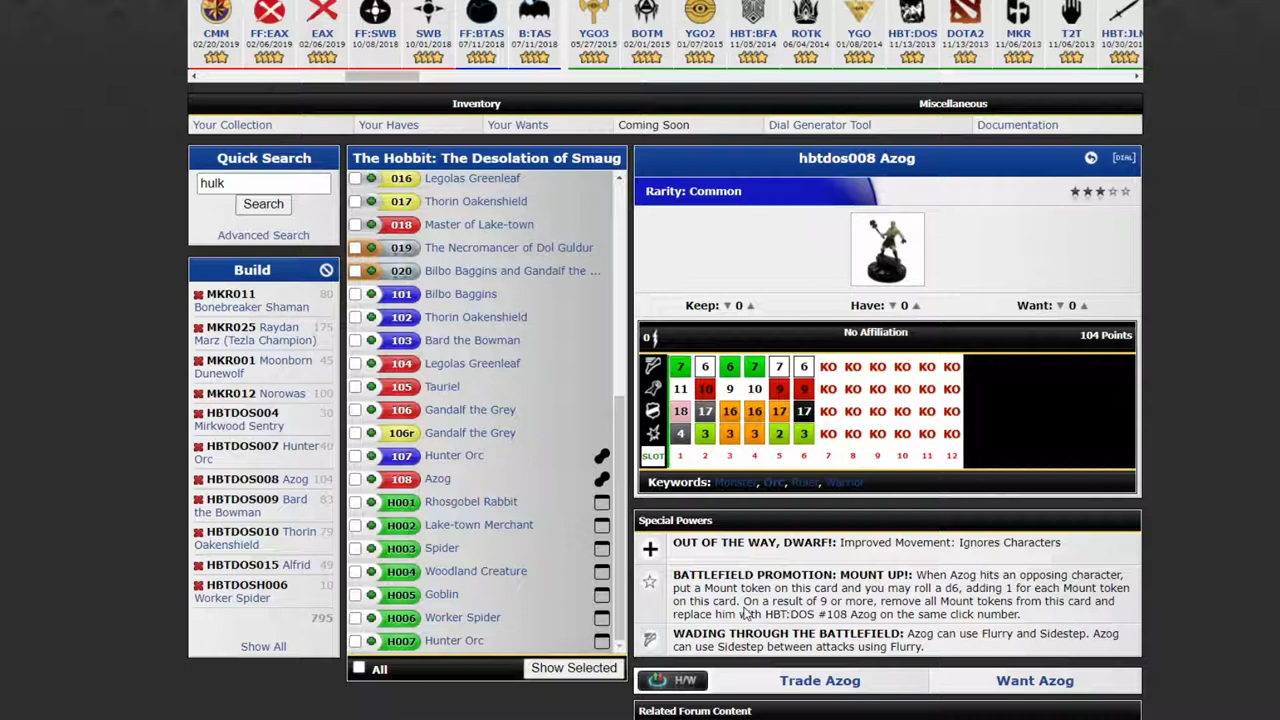 CMM FF:EAX EAX FF:SWB SWB FF:BTAS B:TAS YGO3 BOTM YGO2 HBT:BFA ROTK YGO HBT:DOS DOTA2 MKR T2T HBT:JLN
02/20/2019 02/06/2019 02/06/2019 10/08/2018 10/01/2018 07/11/2018 07/11/2018 05/27/2015 02/01/2015 01/07/2015 11/05/2014 06/04/2014 01/08/2014 11/13/2013 11/13/2013 11/06/2013 11/06/2013 10/30/201
Inventory Miscellaneous
Your Collection Your Haves Your Wants Coming Soon Dial Generator Tool Documentation
Quick Search
hulk
Search
Advanced Search
Build
MKR011 80
Bonebreaker Shaman
MKR025 Raydan 175
Marz (Tezla Champion)
MKR001 Moonborn 45
Dunewolf
MKR012 Norowas 100
HBTDOS004 30
Mirkwood Sentry
HBTDOS007 Hunter 40
Orc
HBTDOS008 Azog 104
HBTDOS009 Bard 83
the Bowman
HBTDOS010 Thorin 79
Oakenshield
HBTDOS015 Alfrid 49
HBTDOSH006 10
Worker Spider
795
Show All
The Hobbit: The Desolation of Smaug
016 Legolas Greenleaf
017 Thorin Oakenshield
018 Master of Lake-town
019 The Necromancer of Dol Guldur
020 Bilbo Baggins and Gandalf the ...
101 Bilbo Baggins
102 Thorin Oakenshield
103 Bard the Bowman
104 Legolas Greenleaf
105 Tauriel
106 Gandalf the Grey
106r Gandalf the Grey
107 Hunter Orc
108 Azog
H001 Rhosgobel Rabbit
H002 Lake-town Merchant
H003 Spider
H004 Woodland Creature
H005 Goblin
H006 Worker Spider
H007 Hunter Orc
All Show Selected
hbtdos008 Azog [DIAL]
Rarity: Common
Keep: 0 Have: 0 Want: 0
0 No Affiliation 104 Points
7 6 7 7 7 6 KO KO KO KO KO KO
11 10 9 10 9 9 KO KO KO KO KO KO
18 17 16 16 17 17 KO KO KO KO KO KO
4 3 3 3 2 3 KO KO KO KO KO KO
SLOT 1 2 3 4 5 6 7 8 9 10 11 12
Keywords: Monster, Orc, Ruler, Warrior
Special Powers
OUT OF THE WAY, DWARF!: Improved Movement: Ignores Characters
BATTLEFIELD PROMOTION: MOUNT UP!: When Azog hits an opposing character,
put a Mount token on this card and you may roll a d6, adding 1 for each Mount token
on this card. On a result of 9 or more, remove all Mount tokens from this card and
replace him with HBT:DOS #108 Azog on the same click number.
WADING THROUGH THE BATTLEFIELD: Azog can use Flurry and Sidestep. Azog
can use Sidestep between attacks using Flurry.
H/W Trade Azog Want Azog
Related Forum Content